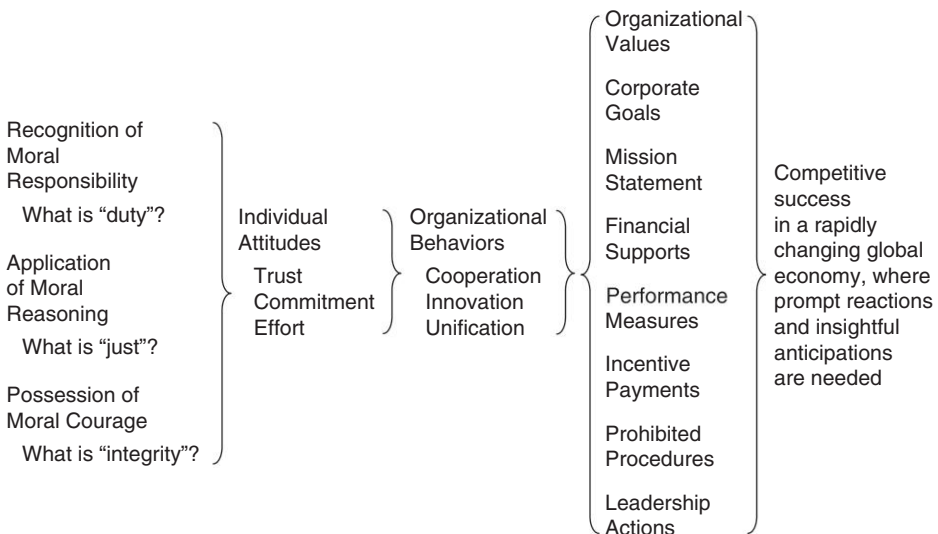 Recognition of
Moral
Responsibility
What is “duty”?
Application
of Moral
Reasoning
What is “just”?
Possession of
Moral Courage
What is “integrity”?
Individual
Attitudes
Trust
Commitment
Effort
Organizational
Behaviors
Cooperation
Innovation
Unification
Organizational
Values
Corporate
Goals
Mission
Statement
Financial
Supports
Performance
Measures
Incentive
Payments
Prohibited
Procedures
Leadership
Actions
Competitive
success
in a rapidly
changing global
economy, where
prompt reactions
and insightful
anticipations
are needed